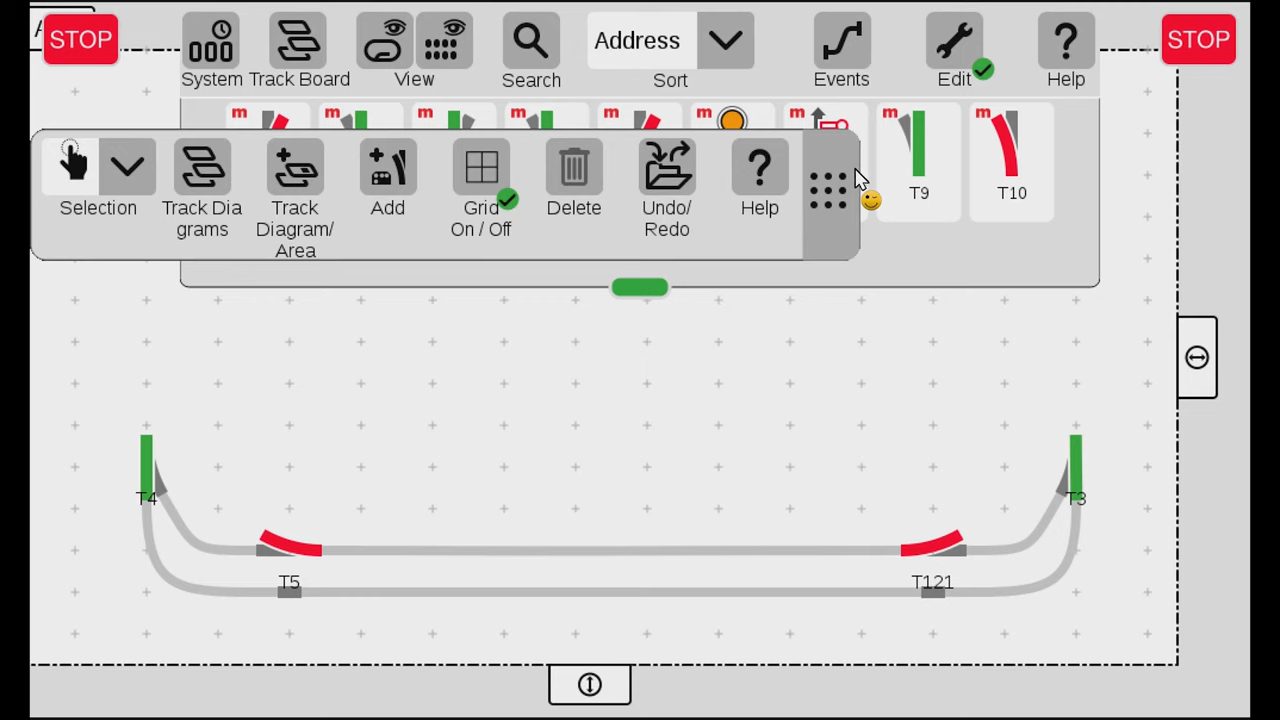 STOP
Address
STOP
System
Track Board
View
Search
Sort
Events
Edit
Help
m
m
m
m
m
m
m
m
m
T9
T10
Selection
Track Dia
grams
Track
Diagram/
Area
Add
Grid
On / Off
Delete
Undo/
Redo
Help
T4
T3
T5
T121